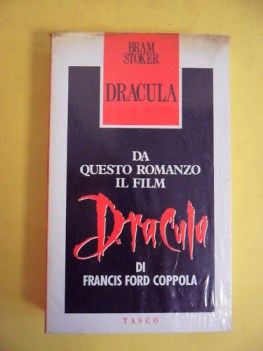 BRAM
STOKER
DRACULA
DA
QUESTO ROMANZO
IL FILM
Dracula
DI
FRANCIS FORD COPPOLA
TASCO